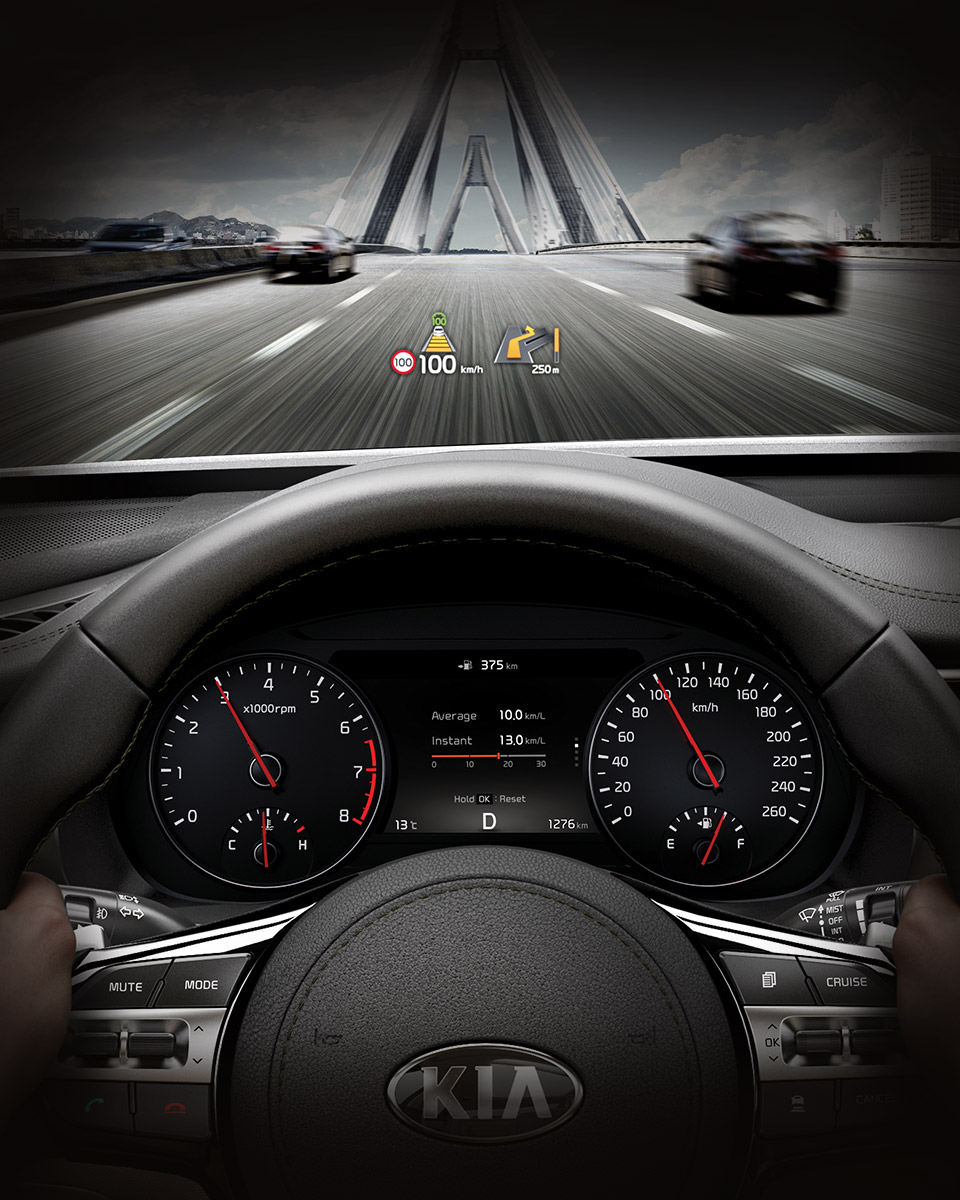 100
100 100 km/h
250 m
375 km
Average 10.0 km/L
Instant 13.0 km/L
0 10 20 30
Hold OK : Reset
13℃ D 1276 km
0 1 2 3 4 5 6 7 8
x1000rpm
C H
0 20 40 60 80 100 120 140 160 180 200 220 240 260
km/h
E F
MIST
OFF
INT
INT
MUTE MODE
CRUISE
OK
CANCEL
KIA